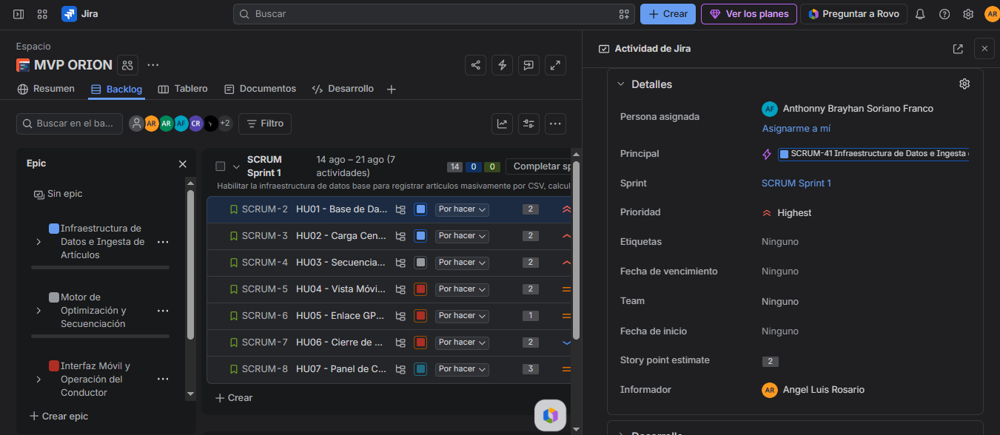 Jira
Buscar
Crear
Ver los planes
Preguntar a Rovo
AR
Espacio
MVP ORION
Resumen
Backlog
Tablero
Documentos
Desarrollo
Buscar en el ba...
AR
AR
AF
CR
+2
Filtro
Epic
Sin epic
Infraestructura de
Datos e Ingesta de
Artículos
Motor de
Optimización y
Secuenciación
Interfaz Móvil y
Operación del
Conductor
Crear epic
SCRUM
Sprint 1
14 ago – 21 ago (7
actividades)
14 0 0
Completar sp
Habilitar la infraestructura de datos base para registrar artículos masivamente por CSV, calcul
SCRUM-2 HU01 - Base de Da... Por hacer 2
SCRUM-3 HU02 - Carga Cen... Por hacer 2
SCRUM-4 HU03 - Secuencia... Por hacer 2
SCRUM-5 HU04 - Vista Móvi... Por hacer 2
SCRUM-6 HU05 - Enlace GP... Por hacer 1
SCRUM-7 HU06 - Cierre de ... Por hacer 2
SCRUM-8 HU07 - Panel de C... Por hacer 3
Crear
Actividad de Jira
Detalles
Persona asignada
AF Anthonny Brayhan Soriano Franco
Asignarme a mí
Principal
SCRUM-41 Infraestructura de Datos e Ingesta
Sprint
SCRUM Sprint 1
Prioridad
Highest
Etiquetas
Ninguno
Fecha de vencimiento
Ninguno
Team
Ninguno
Fecha de inicio
Ninguno
Story point estimate
2
Informador
AR Angel Luis Rosario
Desarrollo